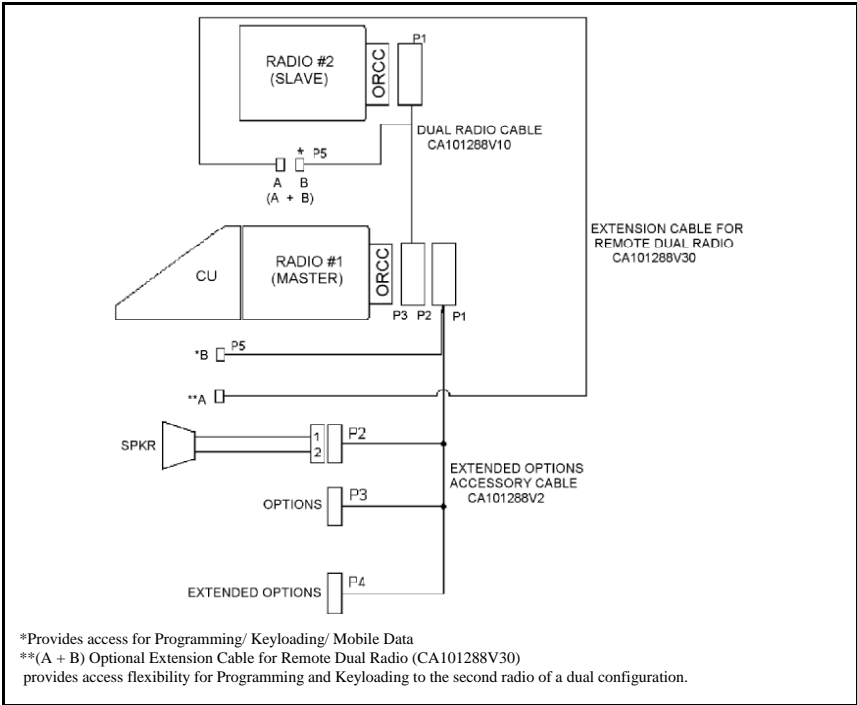 P1
RADIO #2
(SLAVE)
ORCC
DUAL RADIO CABLE
CA101288V10
* P5
A B
(A + B)
EXTENSION CABLE FOR
REMOTE DUAL RADIO
CA101288V30
RADIO #1
(MASTER)
CU
ORCC
P3 P2 P1
*B P5
**A
SPKR
1
2
P2
EXTENDED OPTIONS
ACCESSORY CABLE
CA101288V2
OPTIONS
P3
EXTENDED OPTIONS
P4
*Provides access for Programming/ Keyloading/ Mobile Data
**(A + B) Optional Extension Cable for Remote Dual Radio (CA101288V30)
provides access flexibility for Programming and Keyloading to the second radio of a dual configuration.